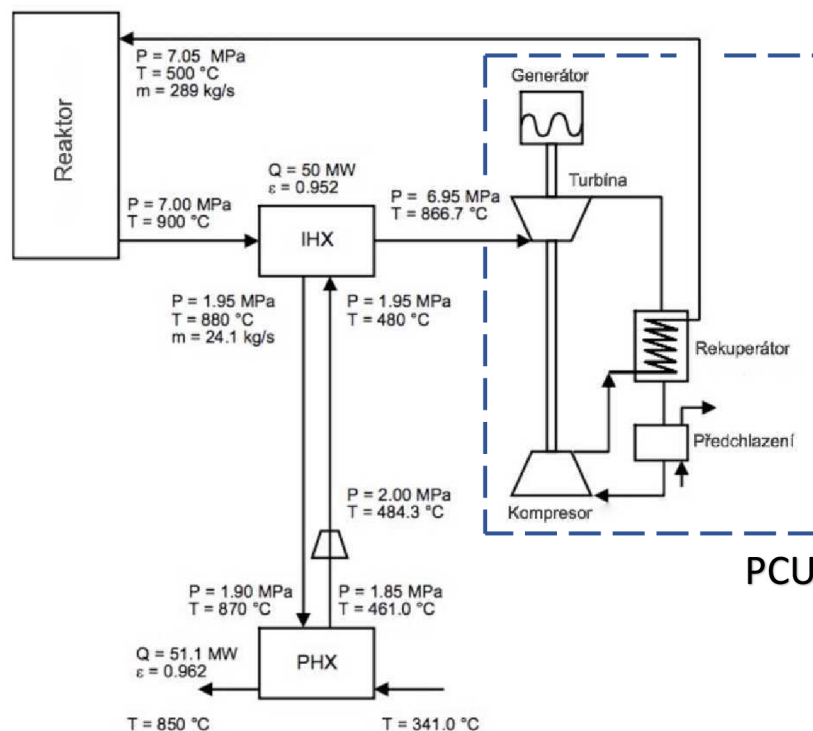 Reaktor
P = 7.05 MPa
T = 500 °C
m = 289 kg/s
P = 7.00 MPa
T = 900 °C
Q = 50 MW
ε = 0.952
IHX
P = 6.95 MPa
T = 866.7 °C
Generátor
Turbína
Rekuperátor
Předchlazení
Kompresor
PCU
P = 1.95 MPa
T = 880 °C
m = 24.1 kg/s
P = 1.95 MPa
T = 480 °C
P = 2.00 MPa
T = 484.3 °C
P = 1.90 MPa
T = 870 °C
P = 1.85 MPa
T = 461.0 °C
Q = 51.1 MW
ε = 0.962
PHX
T = 850 °C
T = 341.0 °C